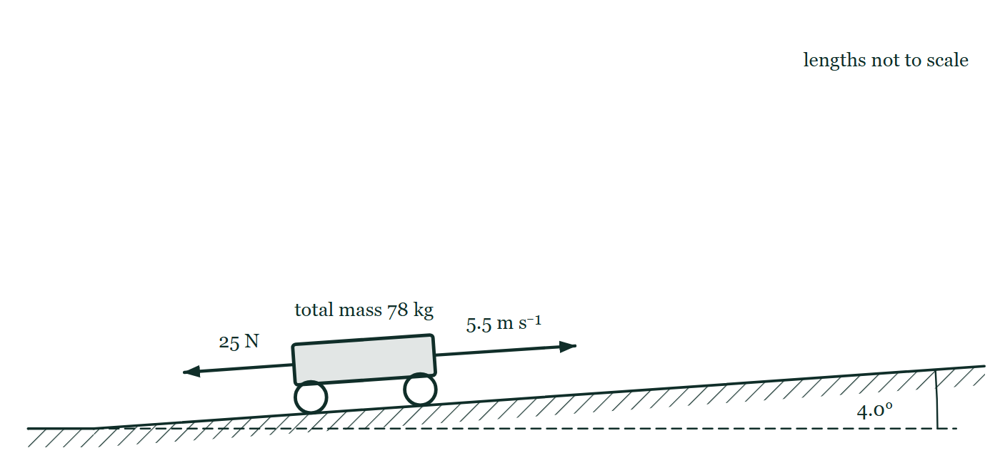 lengths not to scale
total mass 78 kg
5.5 m s⁻¹
25 N
4.0°